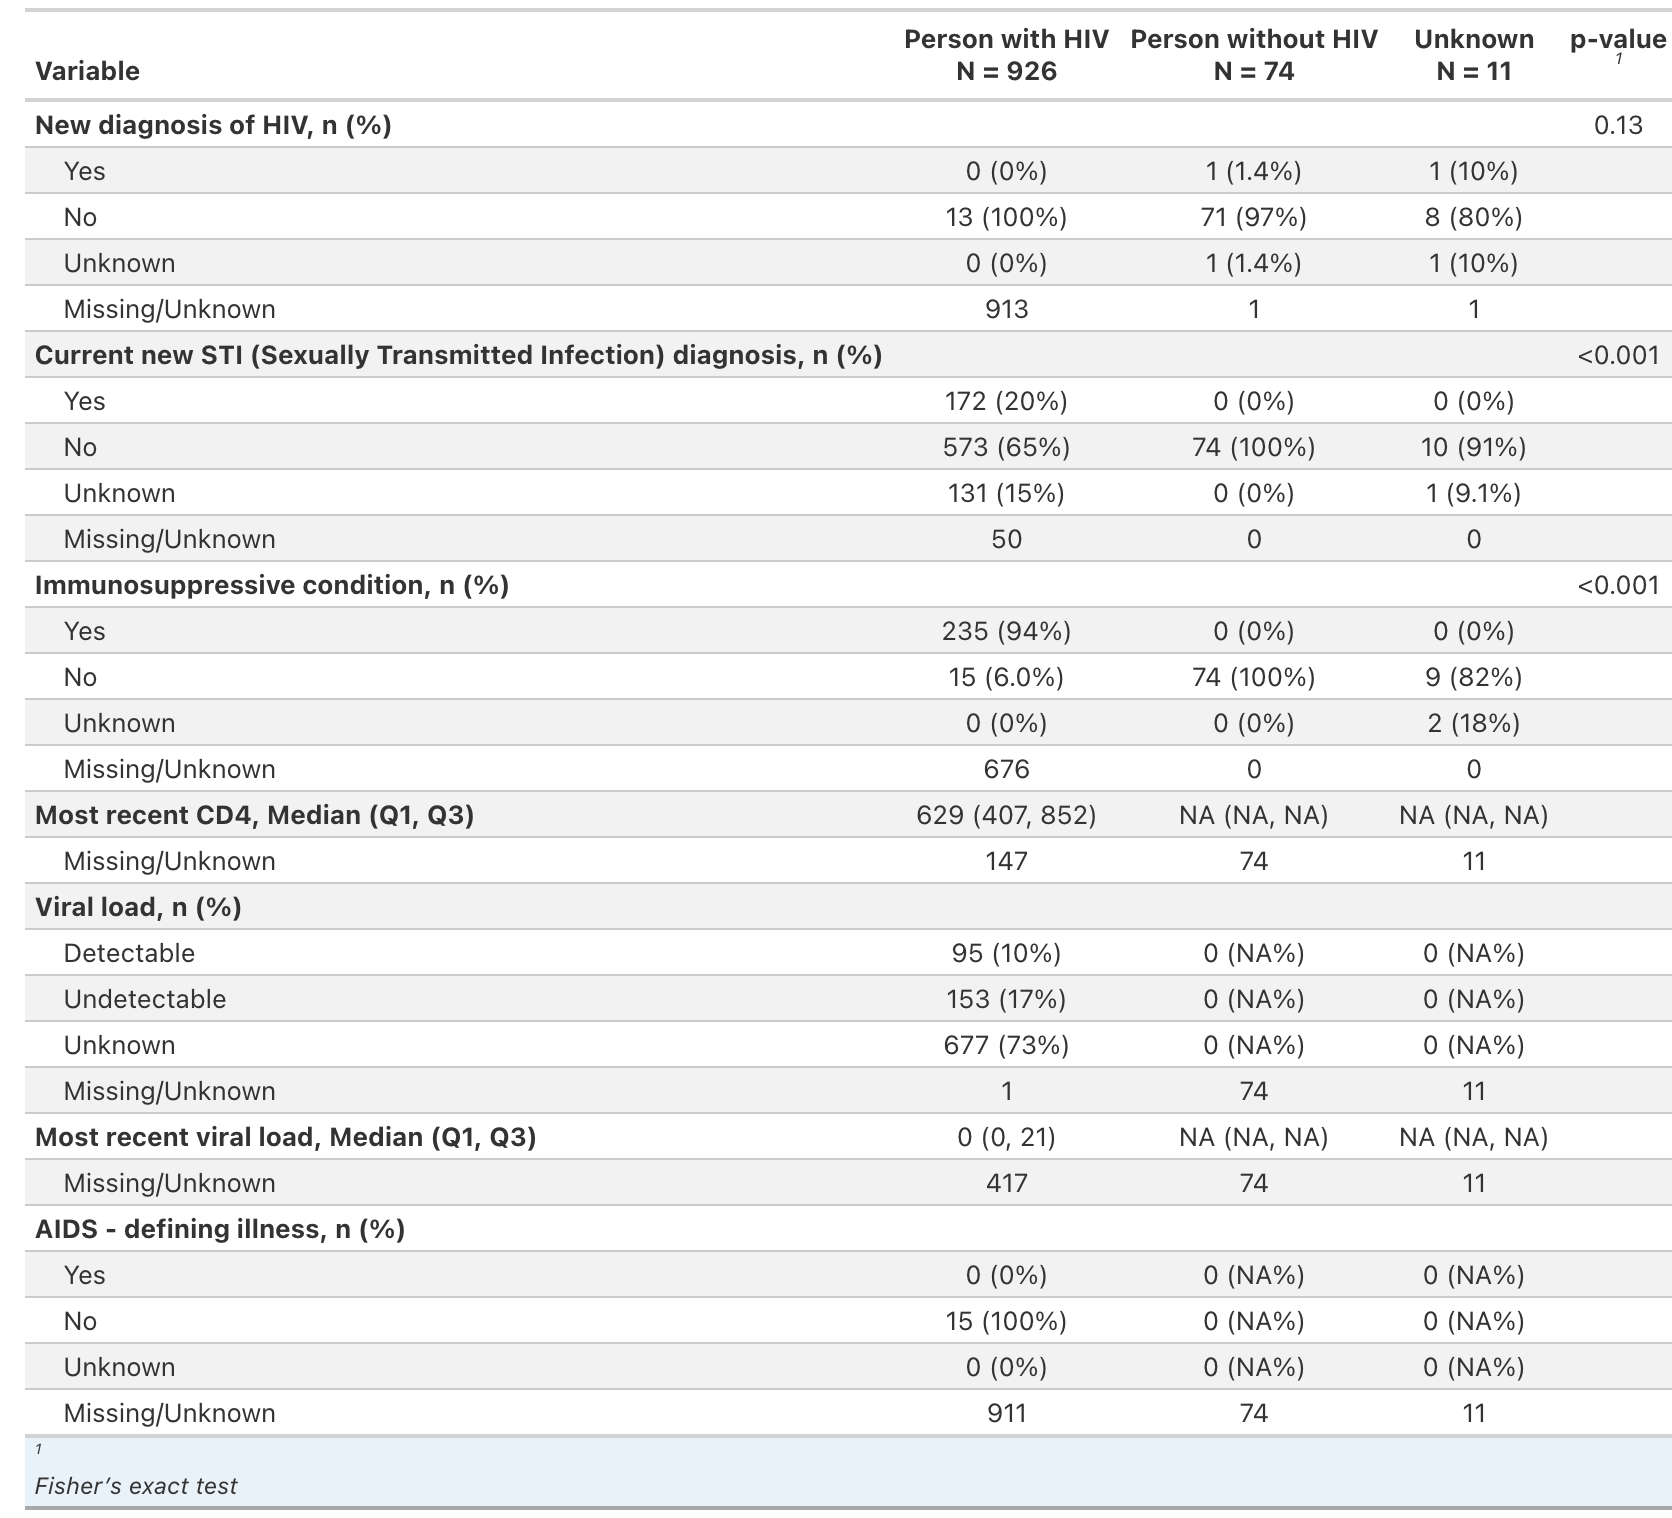 Variable Person with HIV N = 926 Person without HIV N = 74 Unknown N = 11 p-value 1
New diagnosis of HIV, n (%) 0.13
Yes 0 (0%) 1 (1.4%) 1 (10%)
No 13 (100%) 71 (97%) 8 (80%)
Unknown 0 (0%) 1 (1.4%) 1 (10%)
Missing/Unknown 913 1 1
Current new STI (Sexually Transmitted Infection) diagnosis, n (%) <0.001
Yes 172 (20%) 0 (0%) 0 (0%)
No 573 (65%) 74 (100%) 10 (91%)
Unknown 131 (15%) 0 (0%) 1 (9.1%)
Missing/Unknown 50 0 0
Immunosuppressive condition, n (%) <0.001
Yes 235 (94%) 0 (0%) 0 (0%)
No 15 (6.0%) 74 (100%) 9 (82%)
Unknown 0 (0%) 0 (0%) 2 (18%)
Missing/Unknown 676 0 0
Most recent CD4, Median (Q1, Q3) 629 (407, 852) NA (NA, NA) NA (NA, NA)
Missing/Unknown 147 74 11
Viral load, n (%)
Detectable 95 (10%) 0 (NA%) 0 (NA%)
Undetectable 153 (17%) 0 (NA%) 0 (NA%)
Unknown 677 (73%) 0 (NA%) 0 (NA%)
Missing/Unknown 1 74 11
Most recent viral load, Median (Q1, Q3) 0 (0, 21) NA (NA, NA) NA (NA, NA)
Missing/Unknown 417 74 11
AIDS - defining illness, n (%)
Yes 0 (0%) 0 (NA%) 0 (NA%)
No 15 (100%) 0 (NA%) 0 (NA%)
Unknown 0 (0%) 0 (NA%) 0 (NA%)
Missing/Unknown 911 74 11
1
Fisher's exact test